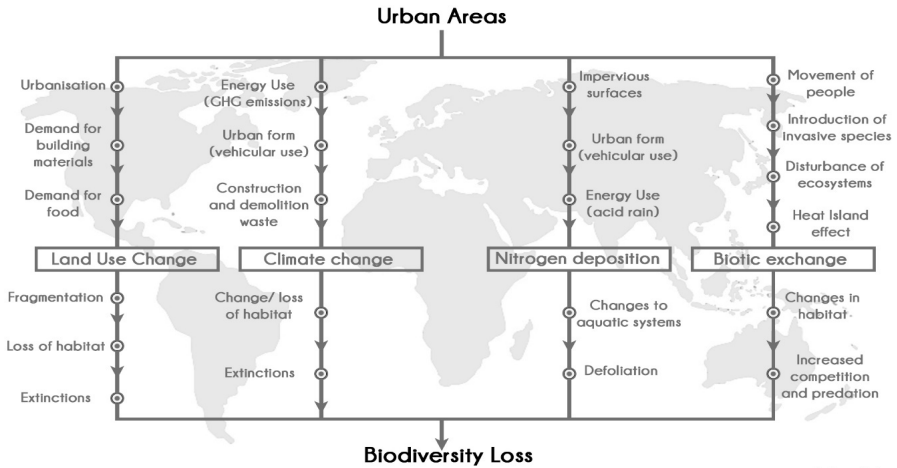 Urban Areas
Urbanisation
Demand for
building
materials
Demand for
food
Land Use Change
Fragmentation
Loss of habitat
Extinctions
Energy Use
(GHG emissions)
Urban form
(vehicular use)
Construction
and demolition
waste
Climate change
Change/ loss
of habitat
Extinctions
Impervious
surfaces
Urban form
(vehicular use)
Energy Use
(acid rain)
Nitrogen deposition
Changes to
aquatic systems
Defoliation
Movement of
people
Introduction of
invasive species
Disturbance of
ecosystems
Heat Island
effect
Biotic exchange
Changes in
habitat
Increased
competition
and predation
Biodiversity Loss